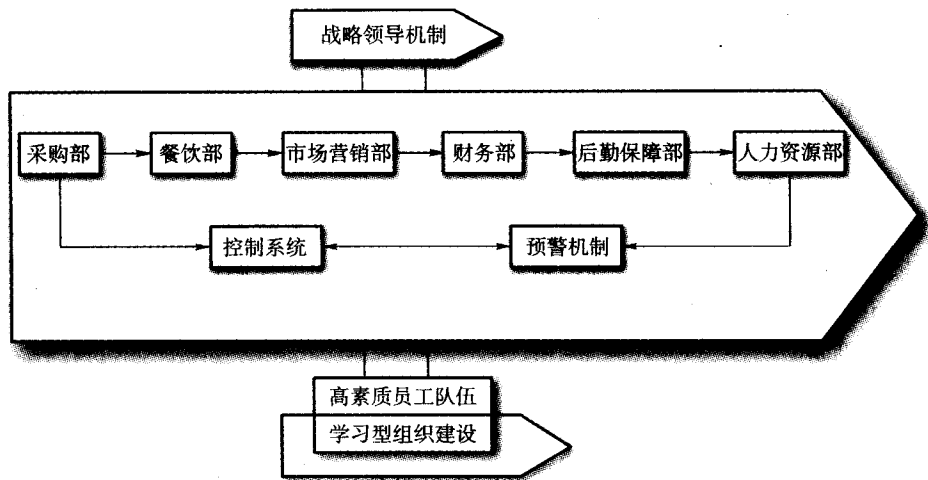 战略领导机制
采购部 餐饮部 市场营销部 财务部 后勤保障部 人力资源部
控制系统 预警机制
高素质员工队伍
学习型组织建设